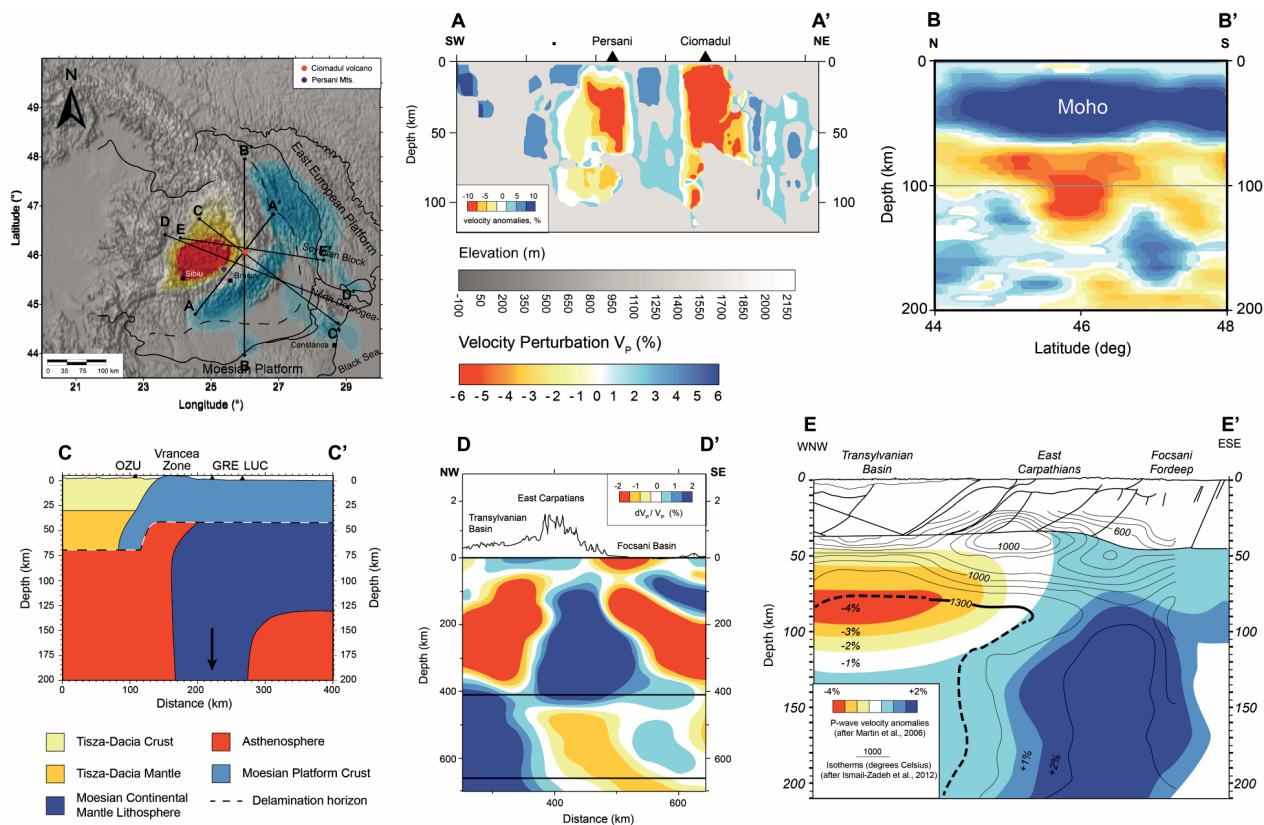 N
Ciomadul volcano
Persani Mts.
49
48
47
46
45
44
Latitude (°)
21
23
25
27
29
Longitude (°)
0 35 50 100 km
B'
A'
C
D
E
E'
D'
C'
A
B
Sibiu
Brasov
Constanca
East European Platform
Scythian Block
North Dobrogea
Moesian Platform
Black Sea
A
A'
SW
Persani
Ciomadul
NE
0
50
100
Depth (km)
0
50
100
-10 -5 0 5 10
velocity anomalies, %
Elevation (m)
-100
50
200
350
500
650
800
950
1100
1250
1400
1550
1700
1850
2000
2150
Velocity Perturbation VP (%)
-6 -5 -4 -3 -2 -1 0 1 2 3 4 5 6
B
B'
N
S
0
100
200
Depth (km)
Moho
0
100
200
44
46
48
Latitude (deg)
C
C'
OZU
Vrancea
Zone
GRE
LUC
0
25
50
75
100
125
150
175
200
Depth (km)
0
25
50
75
100
125
150
175
200
Depth (km)
0 100 200 300 400
Distance (km)
Tisza-Dacia Crust
Tisza-Dacia Mantle
Moesian Continental
Mantle Lithosphere
Asthenosphere
Moesian Platform Crust
Delamination horizon
D
D'
NW
SE
-2 -1 0 1 2
dVP / VP (%)
2
1
0
2
1
0
East Carpatians
Transylvanian
Basin
Focsani Basin
200
400
600
Depth (km)
200
400
600
400
600
Distance (km)
E
E'
WNW
ESE
Transylvanian
Basin
East
Carpathians
Focsani
Fordeep
0
50
100
150
200
Depth (km)
0
50
100
150
200
1000
600
1000
1300
-4%
-3%
-2%
-1%
+1%
+2%
-4% +2%
P-wave velocity anomalies
(after Martin et al., 2006)
1000
Isotherms (degrees Celsius)
(after Ismail-Zadeh et al., 2012)